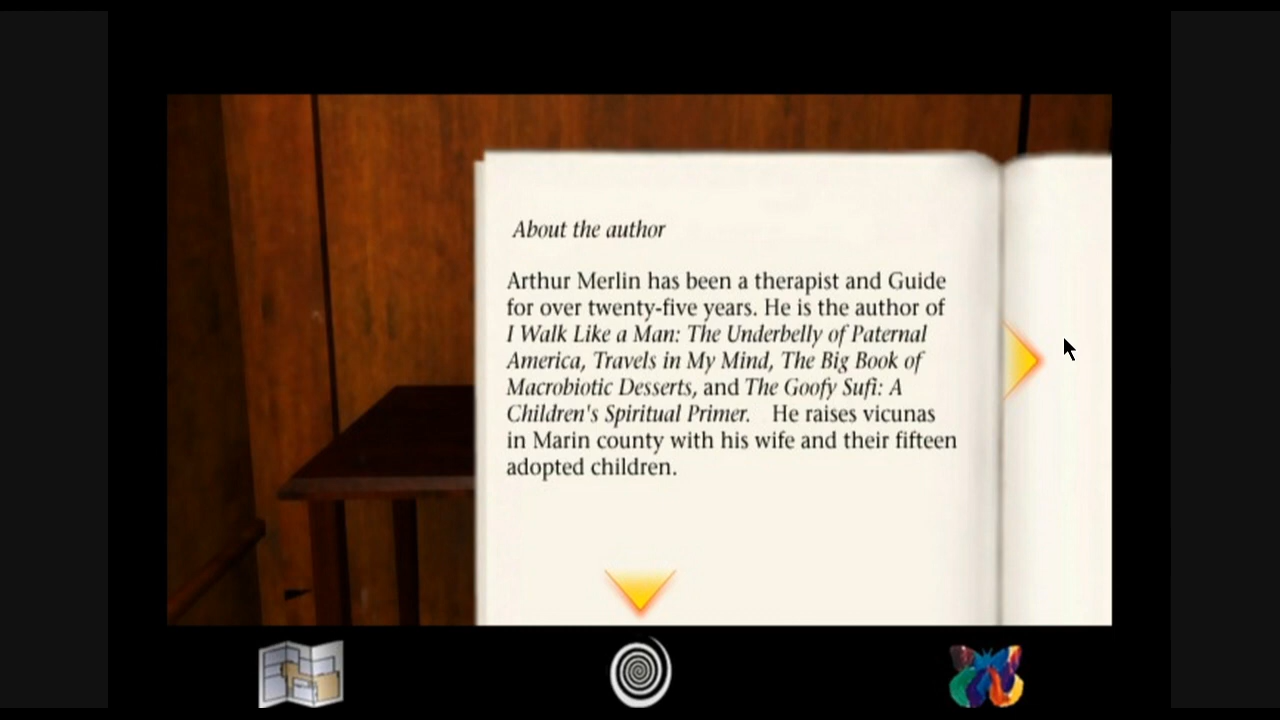 About the author
Arthur Merlin has been a therapist and Guide
for over twenty-five years. He is the author of
I Walk Like a Man: The Underbelly of Paternal
America, Travels in My Mind, The Big Book of
Macrobiotic Desserts, and The Goofy Sufi: A
Children's Spiritual Primer. He raises vicunas
in Marin county with his wife and their fifteen
adopted children.